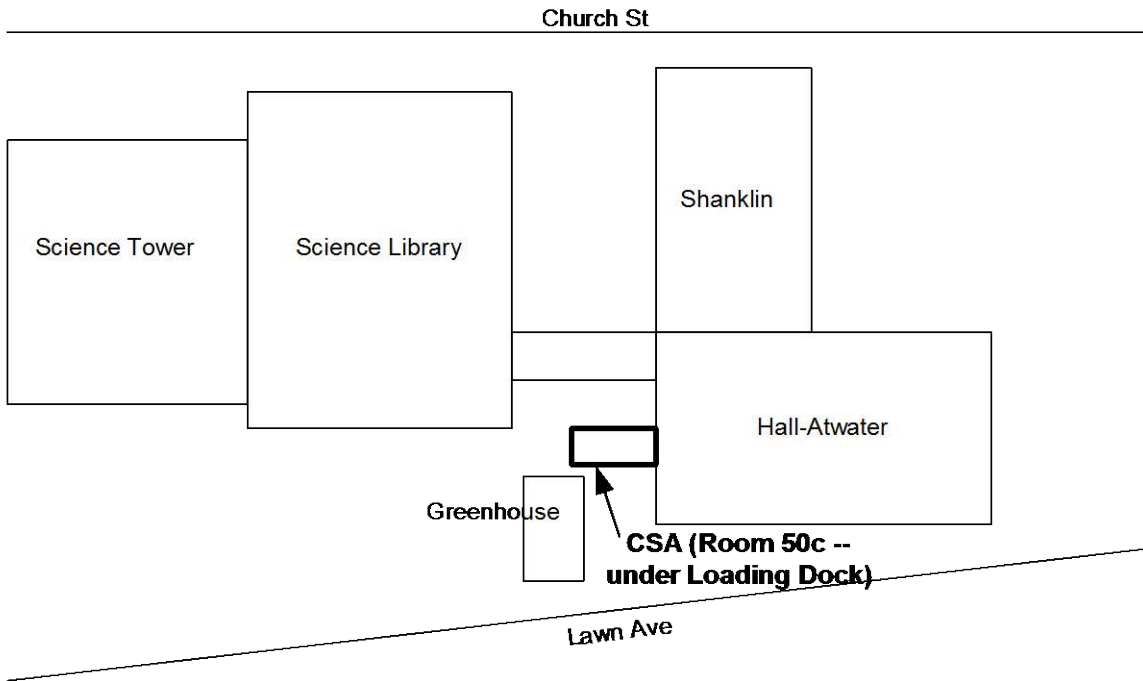 Church St
Shanklin
Science Tower
Science Library
Hall-Atwater
Greenhouse
CSA (Room 50c --
under Loading Dock)
Lawn Ave